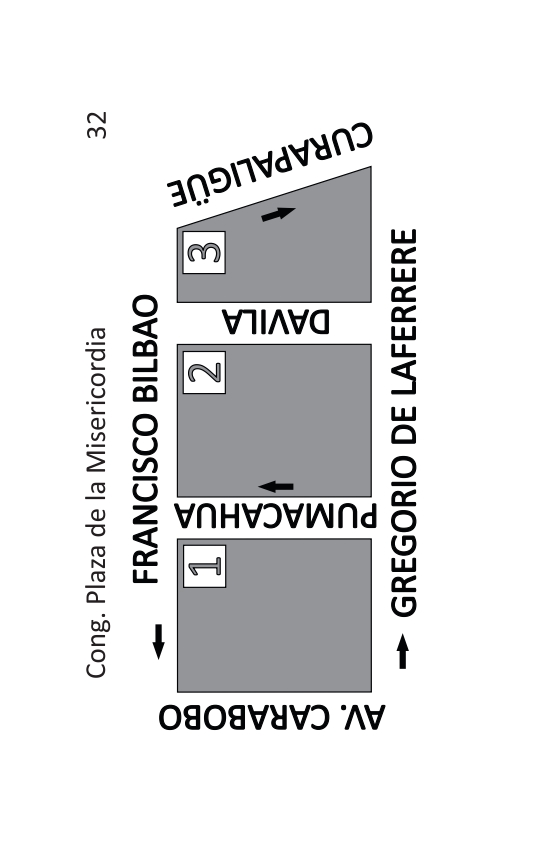 Cong. Plaza de la Misericordia 32
FRANCISCO BILBAO
AV. CARABOBO
1
PUMACAHUA
2
DAVILA
3
CURAPALIGÜE
GREGORIO DE LAFERRERE